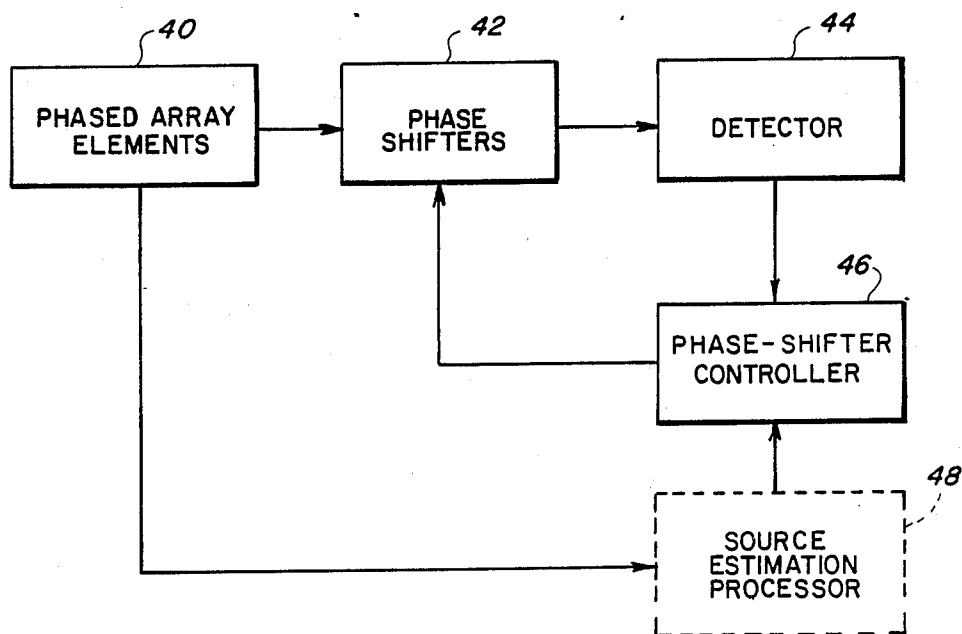 40
42
44
PHASED ARRAY
ELEMENTS
PHASE
SHIFTERS
DETECTOR
46
PHASE-SHIFTER
CONTROLLER
48
SOURCE
ESTIMATION
PROCESSOR